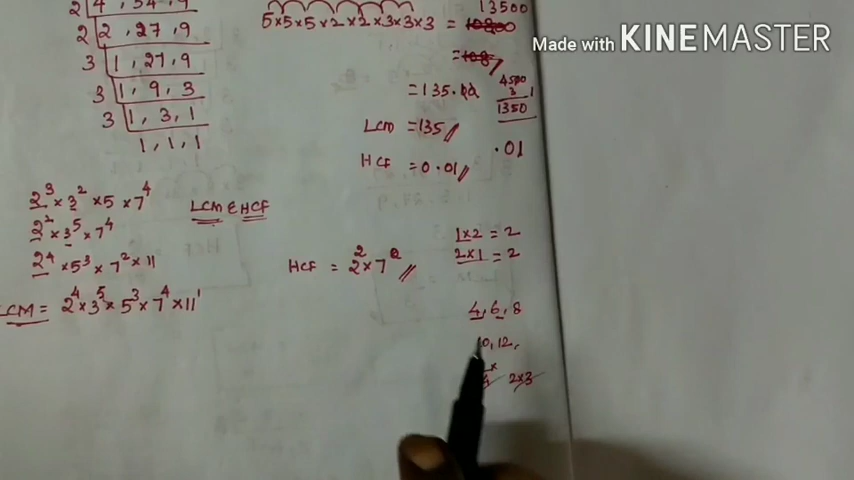 2 4, 54, 9
2 2, 27, 9
3 1, 27, 9
3 1, 9, 3
3 1, 3, 1
1, 1, 1
13500
5×5×5×2×2×3×3×3 =
=
= 135.
4500
3
1350
LCM = 135
HCF = 0.01
.01
2³ × 3² × 5 × 7⁴
2² × 3⁵ × 7⁴
2⁴ × 5³ × 7² × 11
LCM & HCF
HCF = 2² × 7²
LCM = 2⁴ × 3⁵ × 5³ × 7⁴ × 11¹
1×2 = 2
2×1 = 2
4, 6, 8
10, 12,
2×3
Made with KINEMASTER